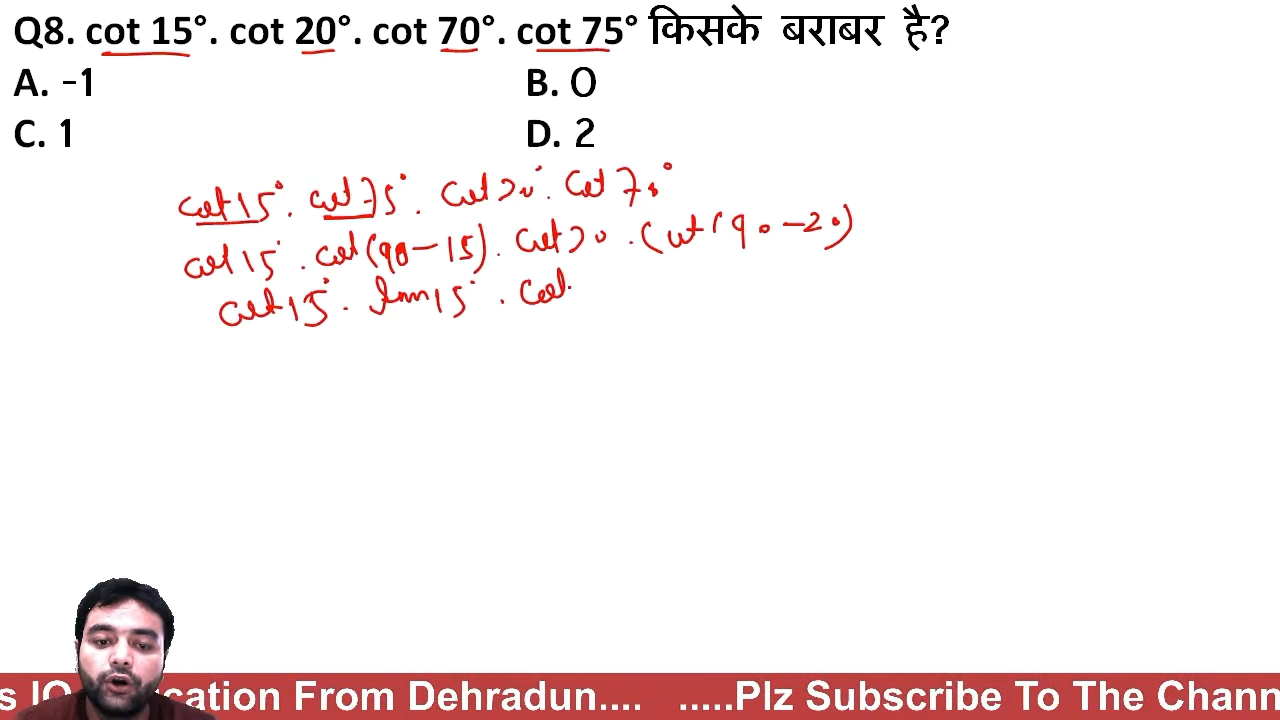 Q8. cot 15°. cot 20°. cot 70°. cot 75° किसके बराबर है?
A. -1
B. 0
C. 1
D. 2
cot 15°. cot 75°. cot 20°. cot 70°
cot 15°. cot (90 - 15). cot 20. cot (90 - 20)
cot 15°. tan 15°. cot
s IQ cation From Dehradun.... .....Plz Subscribe To The Chann